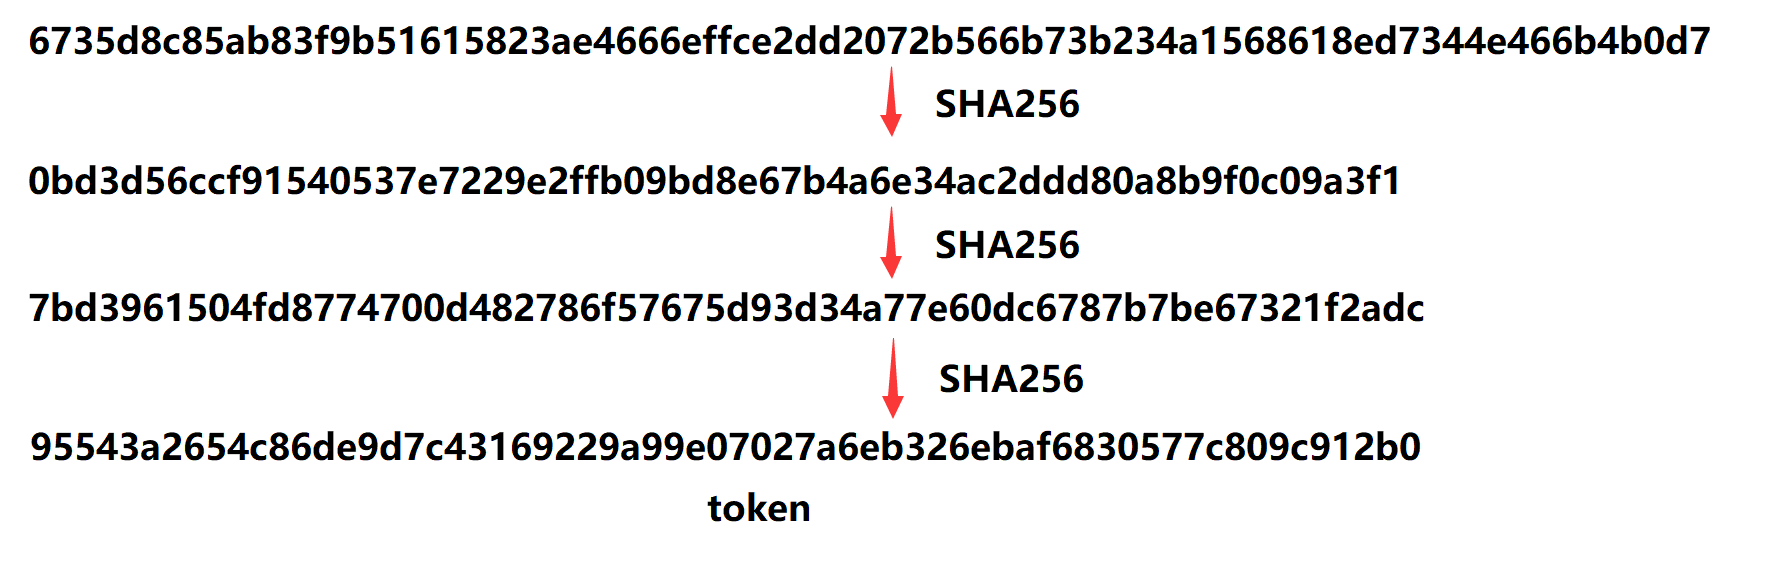 6735d8c85ab83f9b51615823ae4666effce2dd2072b566b73b234a1568618ed7344e466b4b0d7
SHA256
0bd3d56ccf91540537e7229e2ffb09bd8e67b4a6e34ac2ddd80a8b9f0c09a3f1
SHA256
7bd3961504fd8774700d482786f57675d93d34a77e60dc6787b7be67321f2adc
SHA256
95543a2654c86de9d7c43169229a99e07027a6eb326ebaf6830577c809c912b0
token